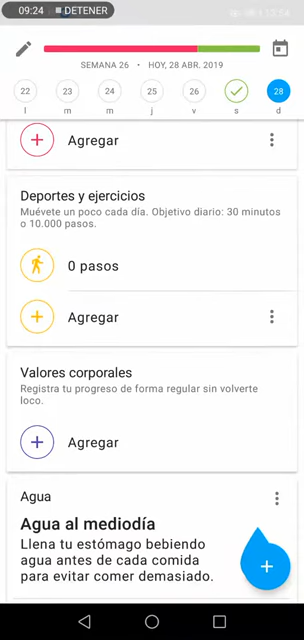 09:24 DETENER
SEMANA 26 • HOY, 28 ABR. 2019
22 23 24 25 26 28
l m m j v s d
Agregar
Deportes y ejercicios
Muévete un poco cada día. Objetivo diario: 30 minutos
o 10.000 pasos.
0 pasos
Agregar
Valores corporales
Registra tu progreso de forma regular sin volverte
loco.
Agregar
Agua
Agua al mediodía
Llena tu estómago bebiendo
agua antes de cada comida
para evitar comer demasiado.